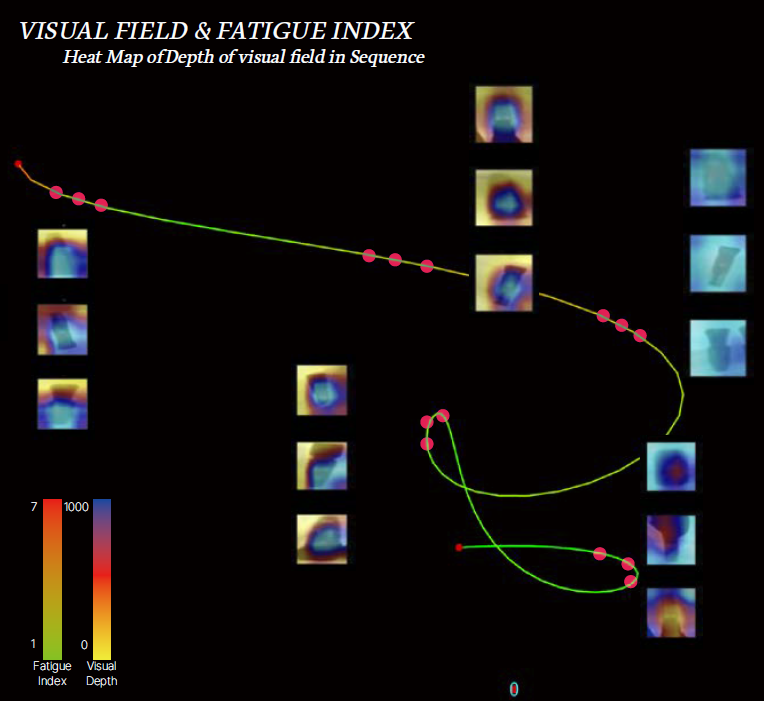 VISUAL FIELD & FATIGUE INDEX
Heat Map of Depth of visual field in Sequence
7 1000
1 0
Fatigue Visual
Index Depth
0